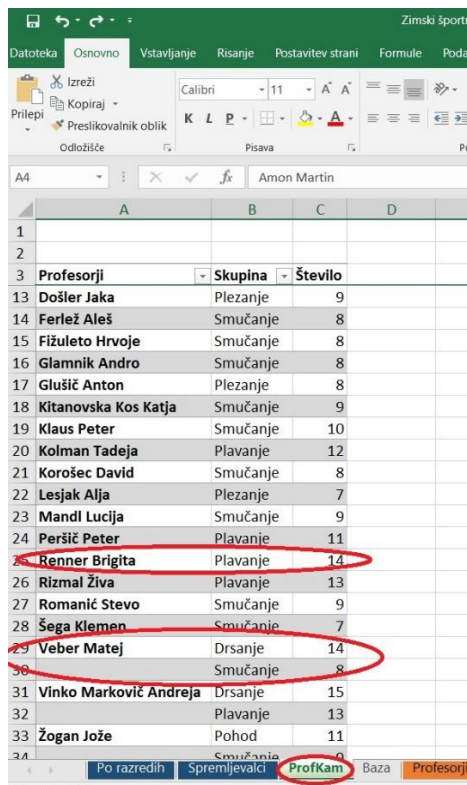 Zimski šport
Datoteka Osnovno Vstavljanje Risanje Postavitev strani Formule Poda
Prilepi
Izreži
Kopiraj
Preslikovalnik oblik
Odložišče
Calibri 11 A A
K L P A
Pisava
A4 fx Amon Martin
A B C D
1
2
3 Profesorji Skupina Število
13 Došler Jaka Plezanje 9
14 Ferlež Aleš Smučanje 8
15 Fižuleto Hrvoje Smučanje 8
16 Glamnik Andro Smučanje 8
17 Glušič Anton Plezanje 8
18 Kitanovska Kos Katja Smučanje 9
19 Klaus Peter Smučanje 10
20 Kolman Tadeja Plavanje 12
21 Korošec David Smučanje 8
22 Lesjak Alja Plezanje 7
23 Mandl Lucija Smučanje 9
24 Peršič Peter Plavanje 11
25 Renner Brigita Plavanje 14
26 Rizmal Živa Plavanje 13
27 Romanić Stevo Smučanje 9
28 Šega Klemen Smučanje 7
29 Veber Matej Drsanje 14
30 Smučanje 8
31 Vinko Markovič Andreja Drsanje 15
32 Plavanje 13
33 Žogan Jože Pohod 11
34 Smučanje 9
Po razredih Spremljevalci ProfKam Baza Profesorji